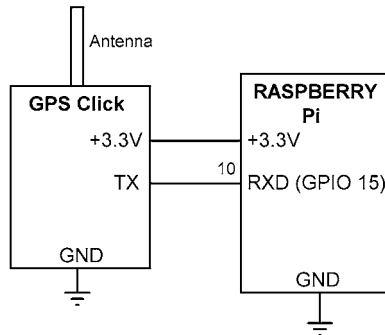 Antenna
GPS Click
RASPBERRY
Pi
+3.3V
+3.3V
10
TX
RXD (GPIO 15)
GND
GND